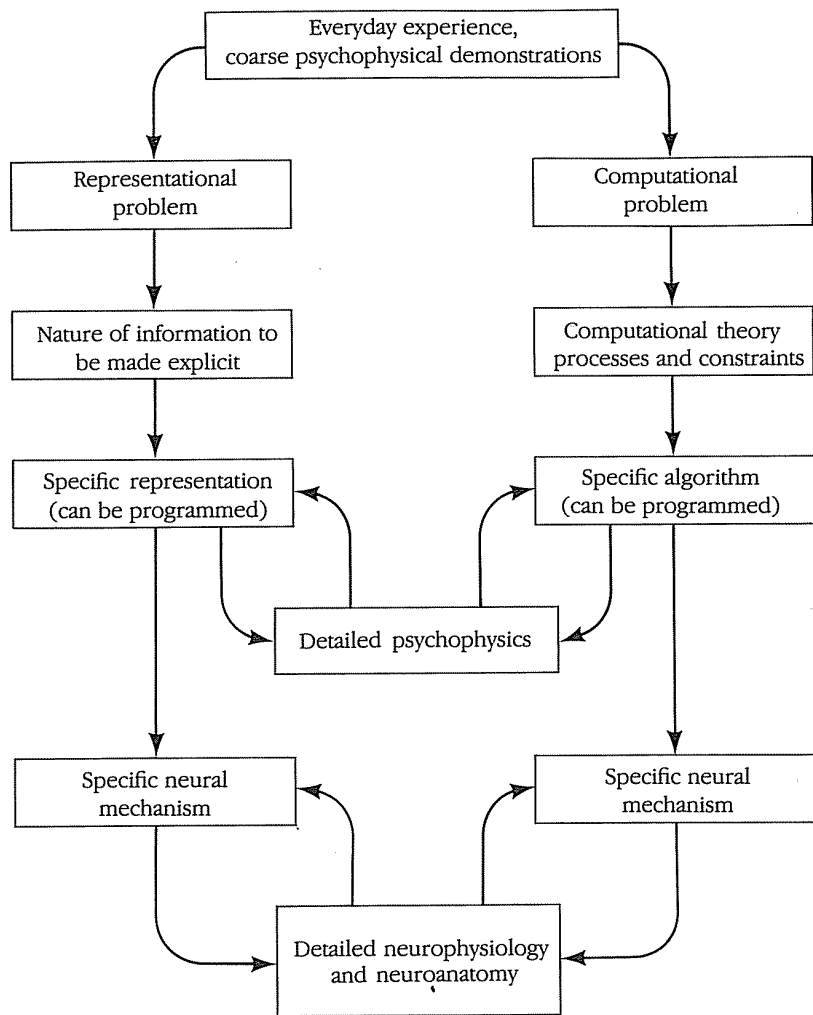 Everyday experience,
coarse psychophysical demonstrations
Representational
problem
Computational
problem
Nature of information to
be made explicit
Computational theory
processes and constraints
Specific representation
(can be programmed)
Specific algorithm
(can be programmed)
Detailed psychophysics
Specific neural
mechanism
Specific neural
mechanism
Detailed neurophysiology
and neuroanatomy